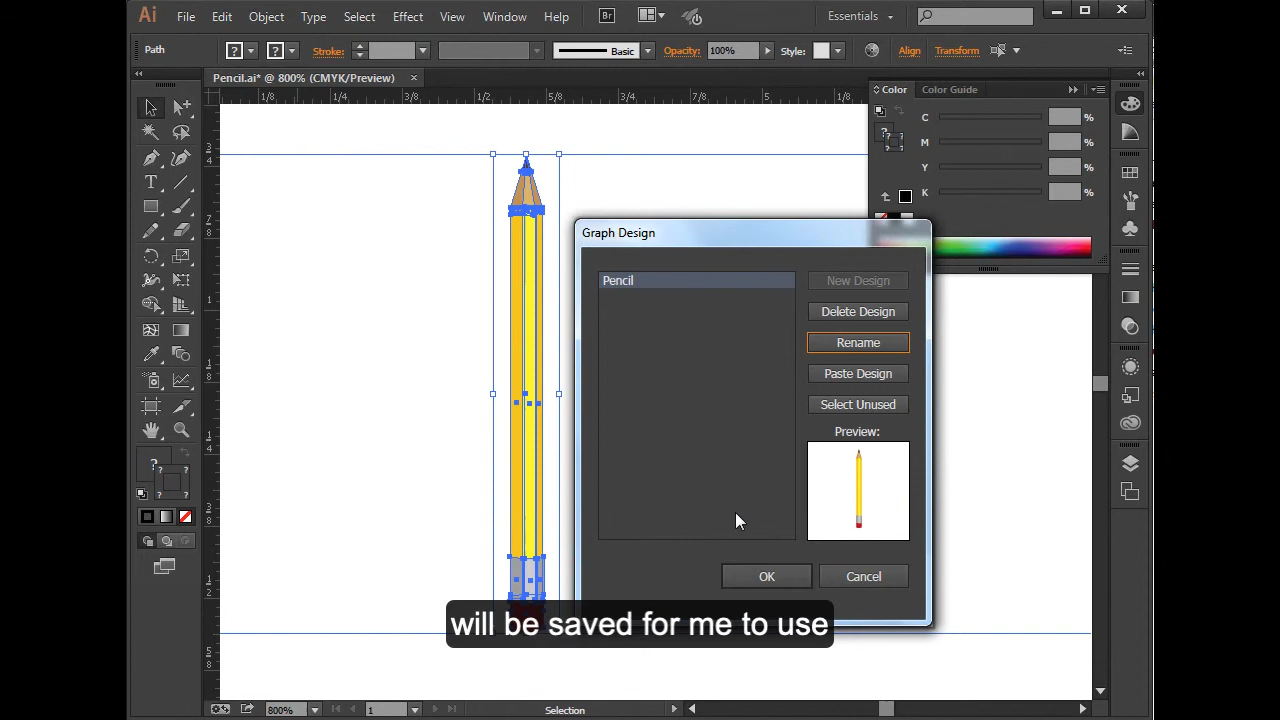 Ai File Edit Object Type Select Effect View Window Help Br Essentials
Path ? ? Stroke: Basic Opacity: 100% Style: Align Transform
Pencil.ai* @ 800% (CMYK/Preview) ×
1/8 1/4 3/8 1/2 5/8 3/4 7/8 5 1/8
Color Color Guide
C %
M %
Y %
K %
Graph Design
Pencil
New Design
Delete Design
Rename
Paste Design
Select Unused
Preview:
OK Cancel
will be saved for me to use
800% 1 Selection